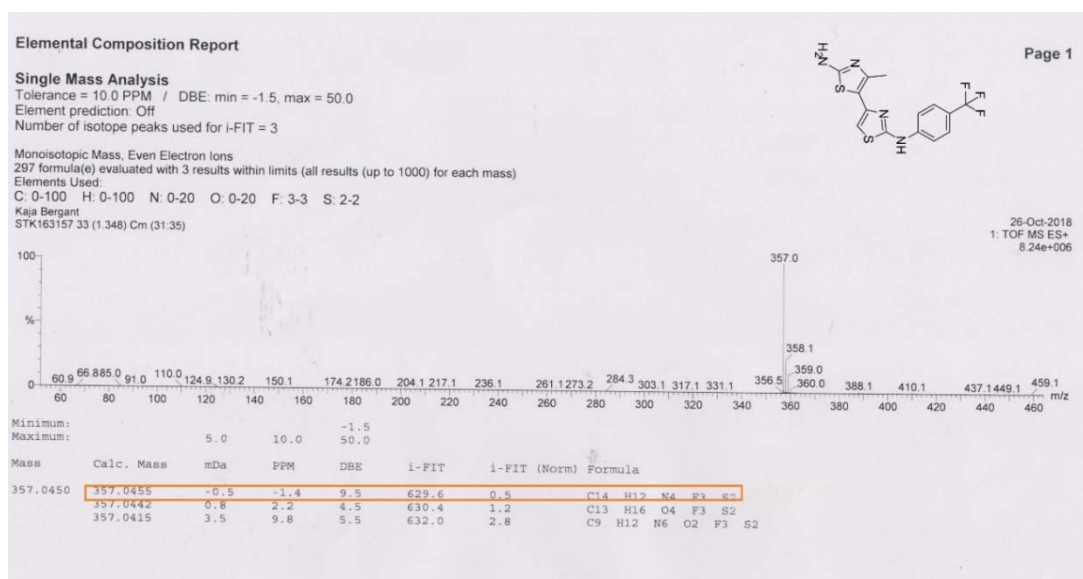 Elemental Composition Report
Page 1
Single Mass Analysis
Tolerance = 10.0 PPM / DBE: min = -1.5, max = 50.0
Element prediction: Off
Number of isotope peaks used for i-FIT = 3
Monoisotopic Mass, Even Electron Ions
297 formula(e) evaluated with 3 results within limits (all results (up to 1000) for each mass)
Elements Used:
C: 0-100 H: 0-100 N: 0-20 O: 0-20 F: 3-3 S: 2-2
Kaja Bergant
STK163157 33 (1.348) Cm (31:35)
H2N
N
S
N
S
N
H
F
F
F
26-Oct-2018
1: TOF MS ES+
8.24e+006
100
%
0
357.0
358.1
359.0
60.9 66.8 85.0 91.0 110.0 124.9 130.2 150.1 174.2 186.0 204.1 217.1 236.1 261.1 273.2 284.3 303.1 317.1 331.1 356.5 360.0 388.1 410.1 437.1 449.1 459.1
m/z
60 80 100 120 140 160 180 200 220 240 260 280 300 320 340 360 380 400 420 440 460
Minimum: -1.5
Maximum: 5.0 10.0 50.0
Mass Calc. Mass mDa PPM DBE i-FIT i-FIT (Norm) Formula
357.0450 357.0455 -0.5 -1.4 9.5 629.6 0.5 C14 H12 N4 F3 S2
357.0442 0.8 2.2 4.5 630.4 1.2 C13 H16 O4 F3 S2
357.0415 3.5 9.8 5.5 632.0 2.8 C9 H12 N6 O2 F3 S2